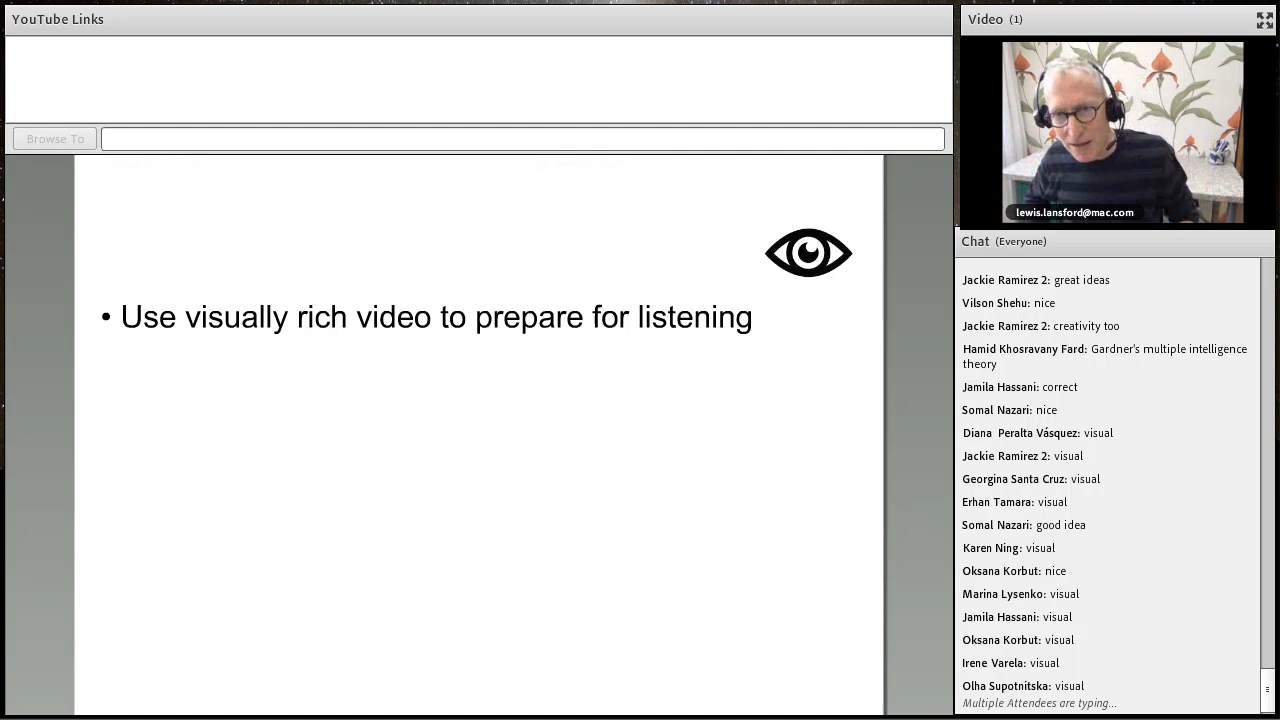 YouTube Links
Browse To
• Use visually rich video to prepare for listening
Video (1)
lewis.lansford@mac.com
Chat (Everyone)
Jackie Ramirez 2: great ideas
Vilson Shehu: nice
Jackie Ramirez 2: creativity too
Hamid Khosravany Fard: Gardner's multiple intelligence
theory
Jamila Hassani: correct
Somal Nazari: nice
Diana Peralta Vásquez: visual
Jackie Ramirez 2: visual
Georgina Santa Cruz: visual
Erhan Tamara: visual
Somal Nazari: good idea
Karen Ning: visual
Oksana Korbut: nice
Marina Lysenko: visual
Jamila Hassani: visual
Oksana Korbut: visual
Irene Varela: visual
Olha Supotnitska: visual
Multiple Attendees are typing...